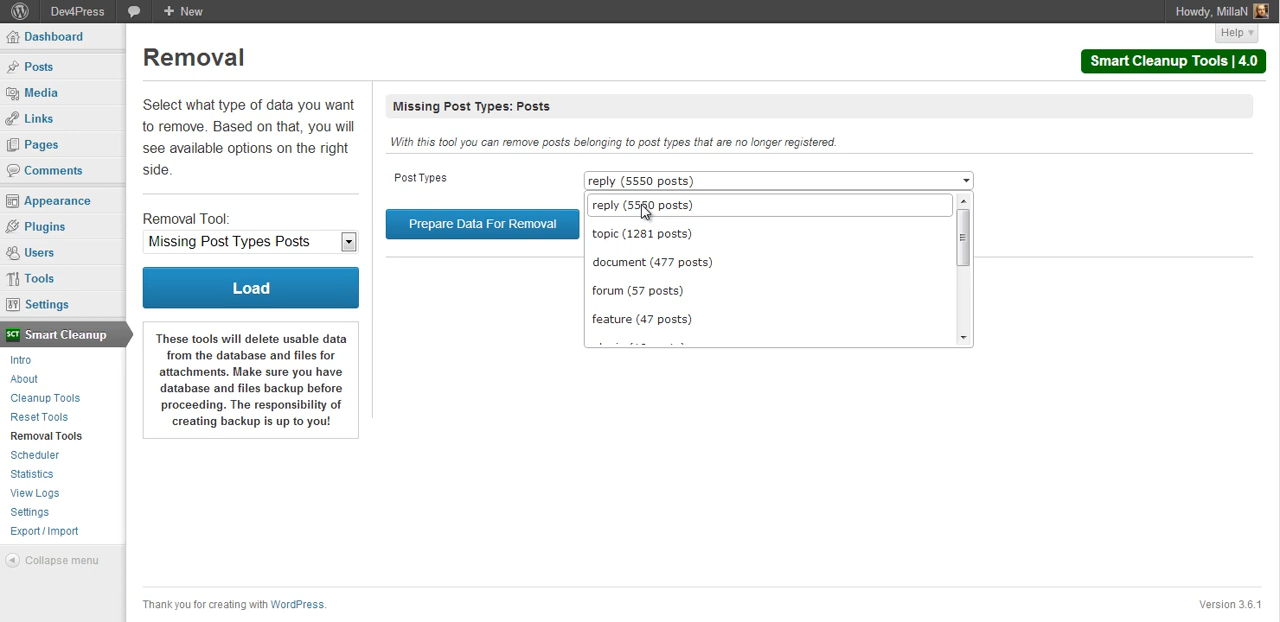 Dev4Press
New
Howdy, MillaN
Help
Dashboard
Posts
Media
Links
Pages
Comments
Appearance
Plugins
Users
Tools
Settings
SCT Smart Cleanup
Intro
About
Cleanup Tools
Reset Tools
Removal Tools
Scheduler
Statistics
View Logs
Settings
Export / Import
Collapse menu
Removal
Smart Cleanup Tools | 4.0
Select what type of data you want
to remove. Based on that, you will
see available options on the right
side.
Removal Tool:
Missing Post Types Posts
Load
These tools will delete usable data
from the database and files for
attachments. Make sure you have
database and files backup before
proceeding. The responsibility of
creating backup is up to you!
Missing Post Types: Posts
With this tool you can remove posts belonging to post types that are no longer registered.
Post Types
reply (5550 posts)
reply (5550 posts)
topic (1281 posts)
document (477 posts)
forum (57 posts)
feature (47 posts)
Prepare Data For Removal
Thank you for creating with WordPress.
Version 3.6.1